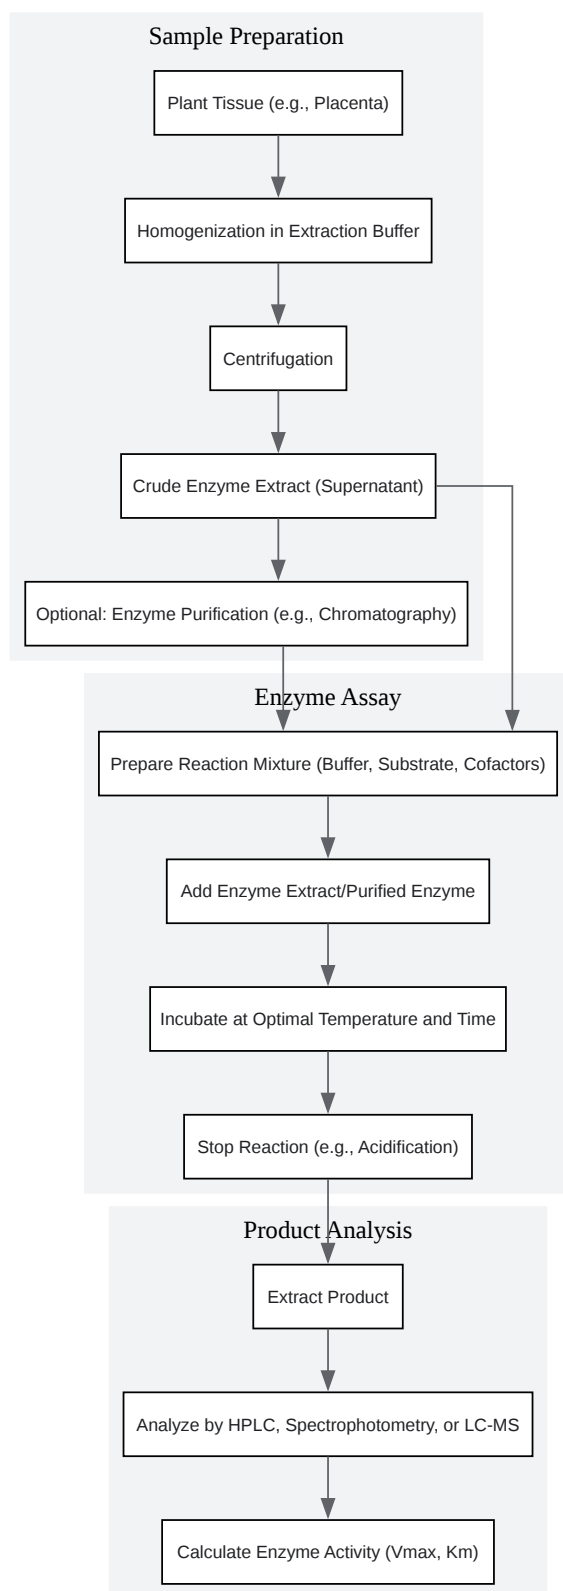 Sample Preparation
Plant Tissue (e.g., Placenta)
Homogenization in Extraction Buffer
Centrifugation
Crude Enzyme Extract (Supernatant)
Optional: Enzyme Purification (e.g., Chromatography)
Enzyme Assay
Prepare Reaction Mixture (Buffer, Substrate, Cofactors)
Add Enzyme Extract/Purified Enzyme
Incubate at Optimal Temperature and Time
Stop Reaction (e.g., Acidification)
Product Analysis
Extract Product
Analyze by HPLC, Spectrophotometry, or LC-MS
Calculate Enzyme Activity (Vmax, Km)